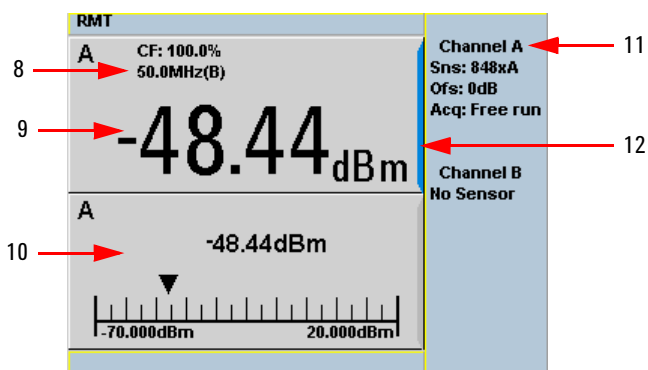 RMT
A
CF: 100.0%
50.0MHz(B)
-48.44dBm
A
-48.44dBm
-70.000dBm
20.000dBm
Channel A
Sns: 848xA
Ofs: 0dB
Acq: Free run
Channel B
No Sensor
8
9
10
11
12